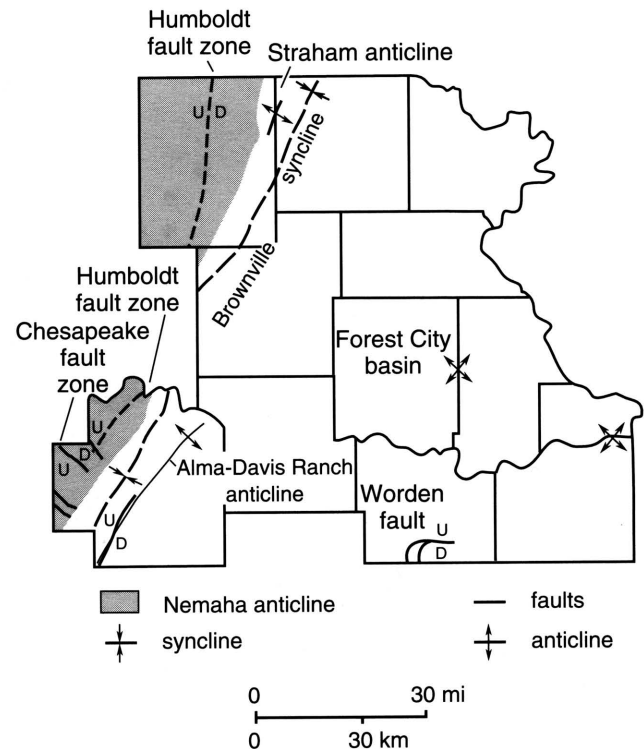 Humboldt
fault zone
Straham anticline
U D
syncline
Brownville
Humboldt
fault zone
Chesapeake
fault
zone
Forest City
basin
U
D
U
Alma-Davis Ranch
anticline
Worden
fault
U
D
U
D
Nemaha anticline
faults
syncline
anticline
0 30 mi
0 30 km